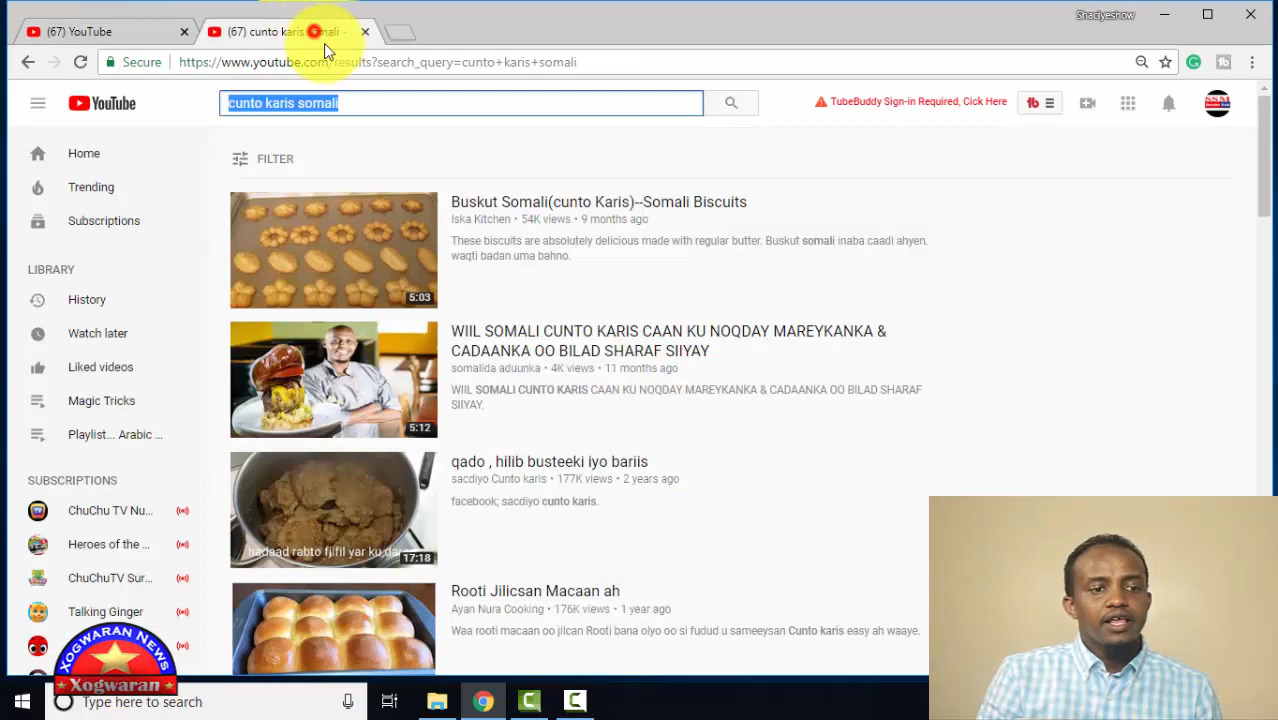 Shaciyeshow
(67) YouTube
(67) cunto karis somali -
Secure
https://www.youtube.com/results?search_query=cunto+karis+somali
YouTube
cunto karis somali
TubeBuddy Sign-in Required, Cick Here
tb
SSM
Home
FILTER
Trending
Subscriptions
LIBRARY
History
Watch later
Liked videos
Magic Tricks
Playlist... Arabic ...
SUBSCRIPTIONS
ChuChu TV Nu...
Heroes of the ...
ChuChuTV Sur...
Talking Ginger
Buskut Somali(cunto Karis)--Somali Biscuits
Iska Kitchen • 54K views • 9 months ago
These biscuits are absolutely delicious made with regular butter. Buskut somali inaba caadi ahyen.
waqti badan uma bahno.
5:03
WIIL SOMALI CUNTO KARIS CAAN KU NOQDAY MAREYKANKA &
CADAANKA OO BILAD SHARAF SIIYAY
somalida aduunka • 4K views • 11 months ago
WIIL SOMALI CUNTO KARIS CAAN KU NOQDAY MAREYKANKA & CADAANKA OO BILAD SHARAF
SIIYAY.
5:12
qado , hilib busteeki iyo bariis
sacdiyo Cunto karis • 177K views • 2 years ago
facebook; sacdiyo cunto karis.
hadaad rabto filfil yar ku
17:18
Rooti Jilicsan Macaan ah
Ayan Nura Cooking • 176K views • 1 year ago
Waa rooti macaan oo jilcan Rooti bana olyo oo si fudud u sameeysan Cunto karis easy ah waaye.
XOGWARAN NEWS
Xogwaran
Type here to search